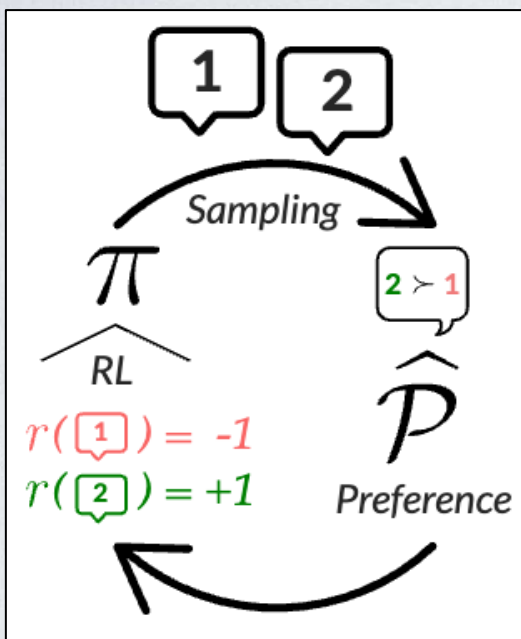 1 2
Sampling
π
2 ≻ 1
RL
P̂
r(1) = -1
r(2) = +1
Preference